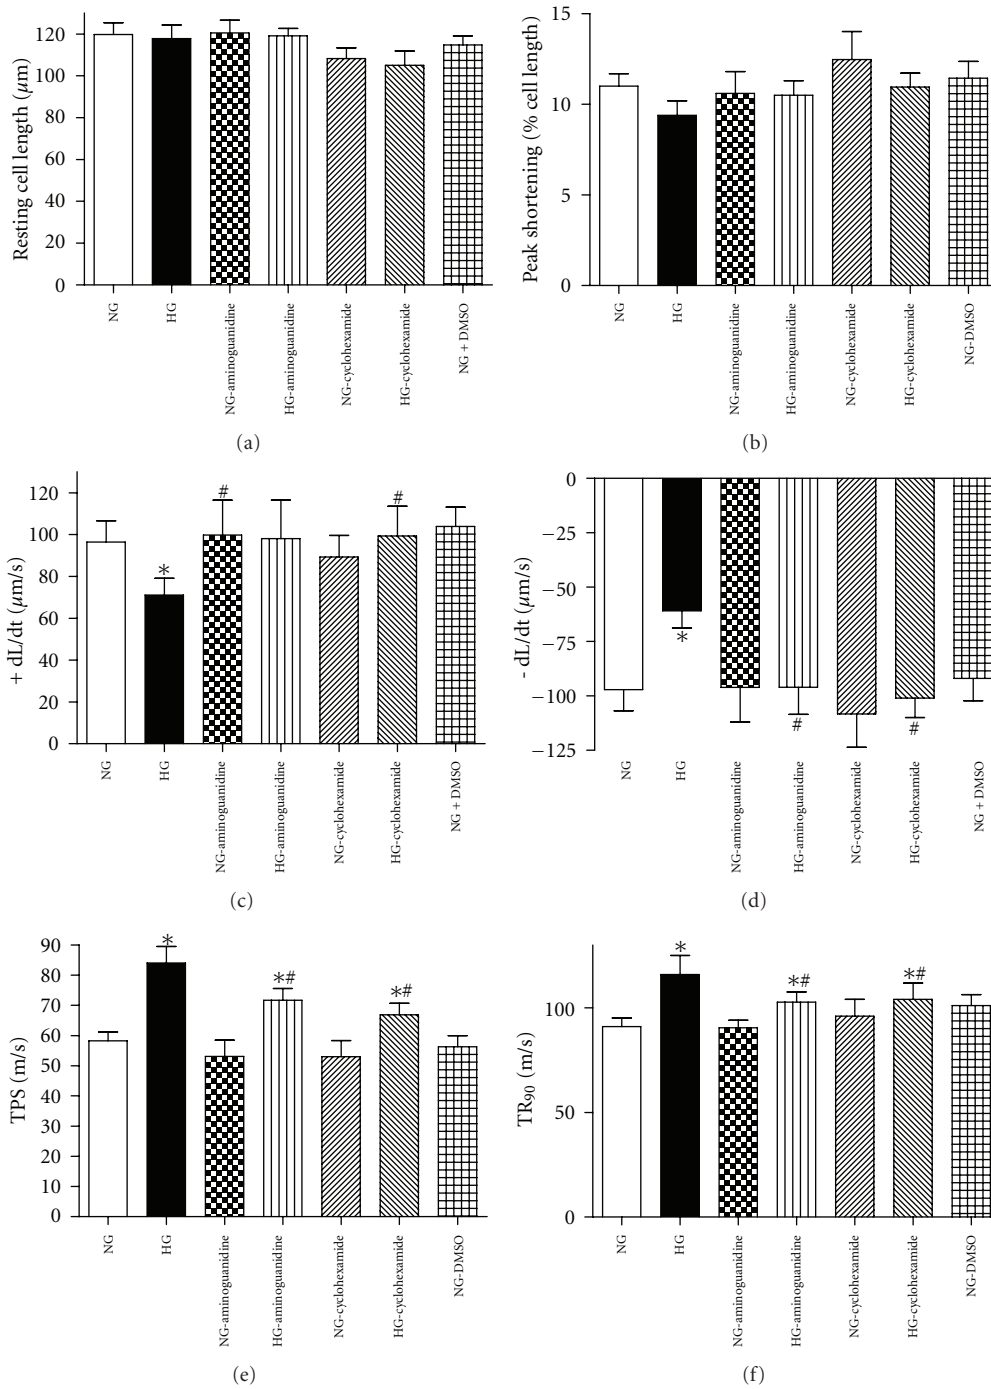 Resting cell length (μm)
120
100
80
60
40
20
0
NG
HG
NG-aminoguanidine
HG-aminoguanidine
NG-cyclohexamide
HG-cyclohexamide
NG + DMSO
(a)
Peak shortening (% cell length)
15
10
5
0
NG
HG
NG-aminoguanidine
HG-aminoguanidine
NG-cyclohexamide
HG-cyclohexamide
NG-DMSO
(b)
+ dL/dt (μm/s)
120
100
80
60
40
20
0
*
#
#
NG
HG
NG-aminoguanidine
HG-aminoguanidine
NG-cyclohexamide
HG-cyclohexamide
NG + DMSO
(c)
- dL/dt (μm/s)
0
−25
−50
−75
−100
−125
*
#
#
NG
HG
NG-aminoguanidine
HG-aminoguanidine
NG-cyclohexamide
HG-cyclohexamide
NG + DMSO
(d)
TPS (m/s)
90
80
70
60
50
40
30
20
10
0
*
*#
*#
NG
HG
NG-aminoguanidine
HG-aminoguanidine
NG-cyclohexamide
HG-cyclohexamide
NG-DMSO
(e)
TR90 (m/s)
100
50
0
*
*#
*#
NG
HG
NG-aminoguanidine
HG-aminoguanidine
NG-cyclohexamide
HG-cyclohexamide
NG-DMSO
(f)